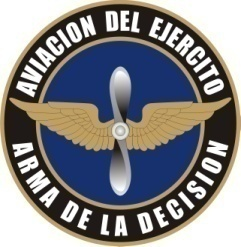 AVIACION DEL EJERCITO
ARMA DE LA DECISION